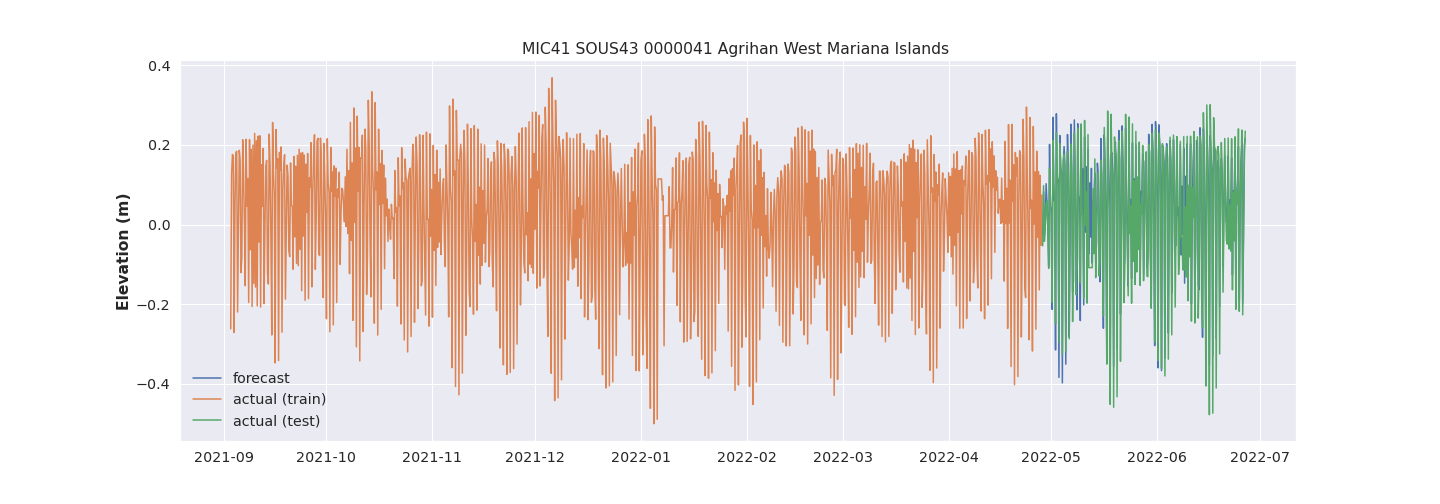 MIC41 SOUS43 0000041 Agrihan West Mariana Islands
0.4
0.2
0.0
−0.2
−0.4
Elevation (m)
forecast
actual (train)
actual (test)
2021-09 2021-10 2021-11 2021-12 2022-01 2022-02 2022-03 2022-04 2022-05 2022-06 2022-07